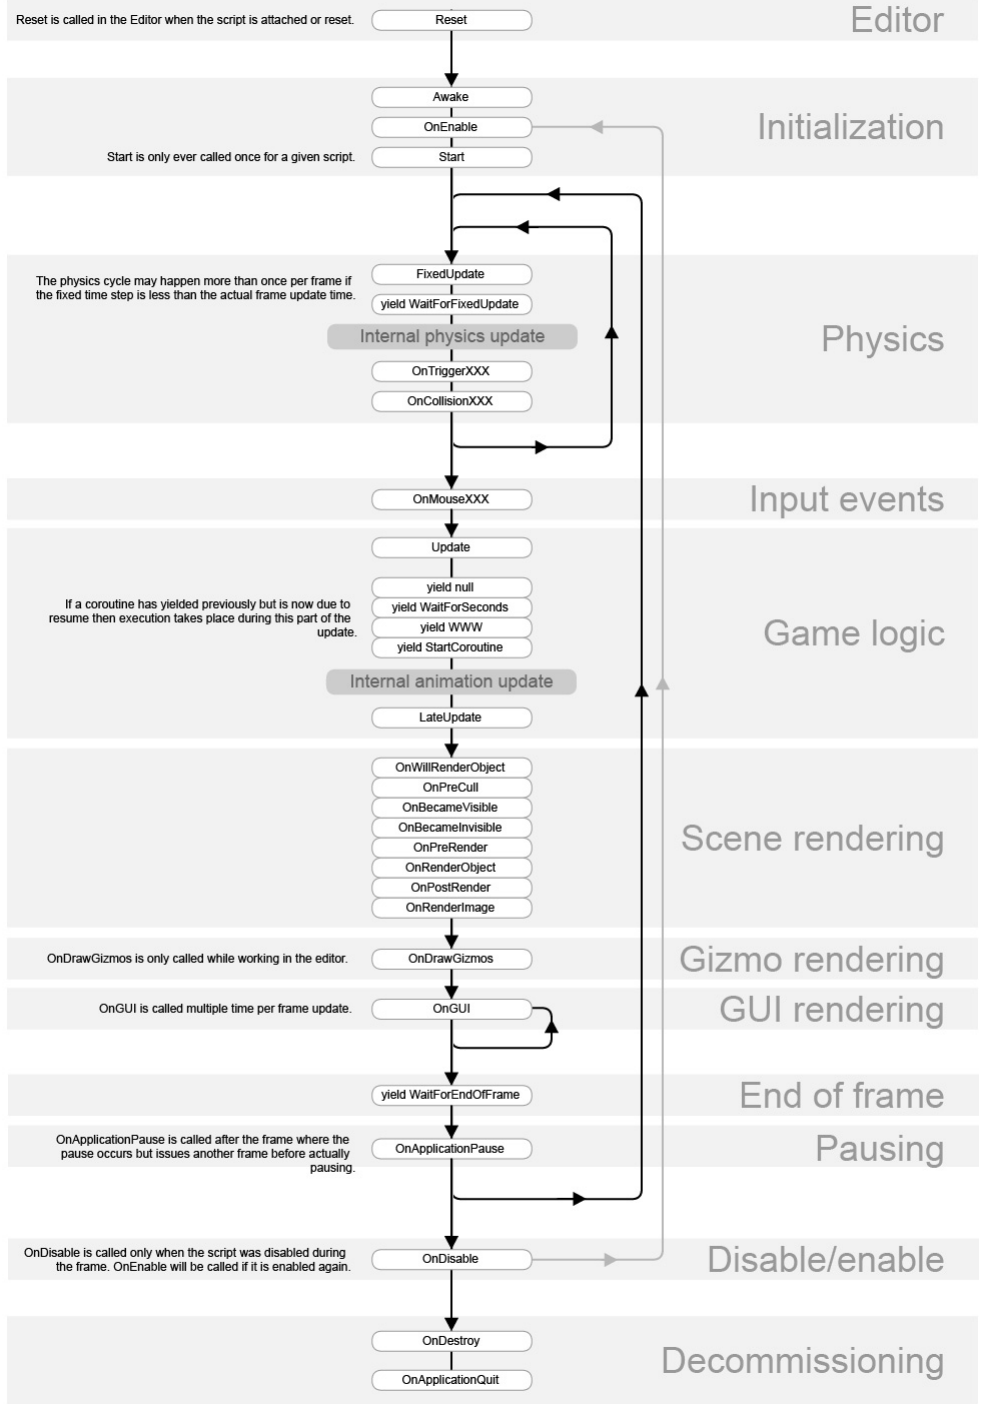 Reset is called in the Editor when the script is attached or reset.
Reset
Editor
Awake
OnEnable
Initialization
Start is only ever called once for a given script.
Start
The physics cycle may happen more than once per frame if
the fixed time step is less than the actual frame update time.
FixedUpdate
yield WaitForFixedUpdate
Internal physics update
Physics
OnTriggerXXX
OnCollisionXXX
OnMouseXXX
Input events
Update
If a coroutine has yielded previously but is now due to
resume then execution takes place during this part of the
update.
yield null
yield WaitForSeconds
yield WWW
yield StartCoroutine
Game logic
Internal animation update
LateUpdate
OnWillRenderObject
OnPreCull
OnBecameVisible
OnBecameInvisible
OnPreRender
OnRenderObject
OnPostRender
OnRenderImage
Scene rendering
OnDrawGizmos is only called while working in the editor.
OnDrawGizmos
Gizmo rendering
OnGUI is called multiple time per frame update.
OnGUI
GUI rendering
yield WaitForEndOfFrame
End of frame
OnApplicationPause is called after the frame where the
pause occurs but issues another frame before actually
pausing.
OnApplicationPause
Pausing
OnDisable is called only when the script was disabled during
the frame. OnEnable will be called if it is enabled again.
OnDisable
Disable/enable
OnDestroy
OnApplicationQuit
Decommissioning